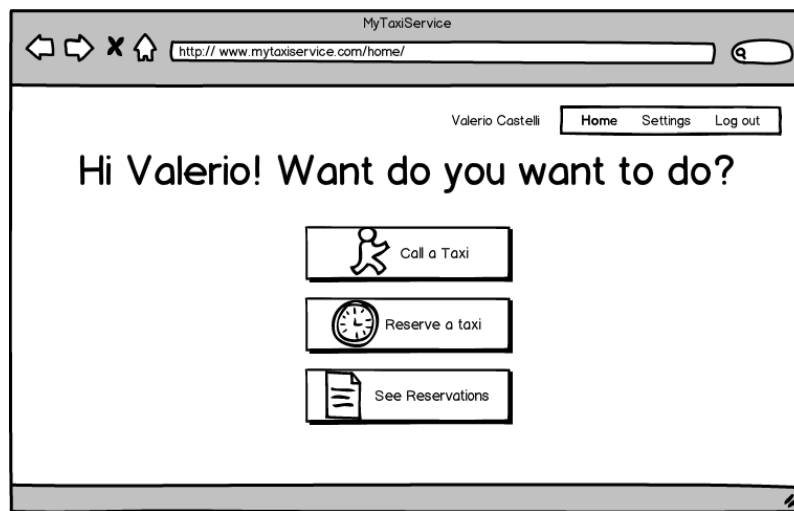 MyTaxiService
http:// www.mytaxiservice.com/home/
Valerio Castelli Home Settings Log out
Hi Valerio! Want do you want to do?
Call a Taxi
Reserve a taxi
See Reservations